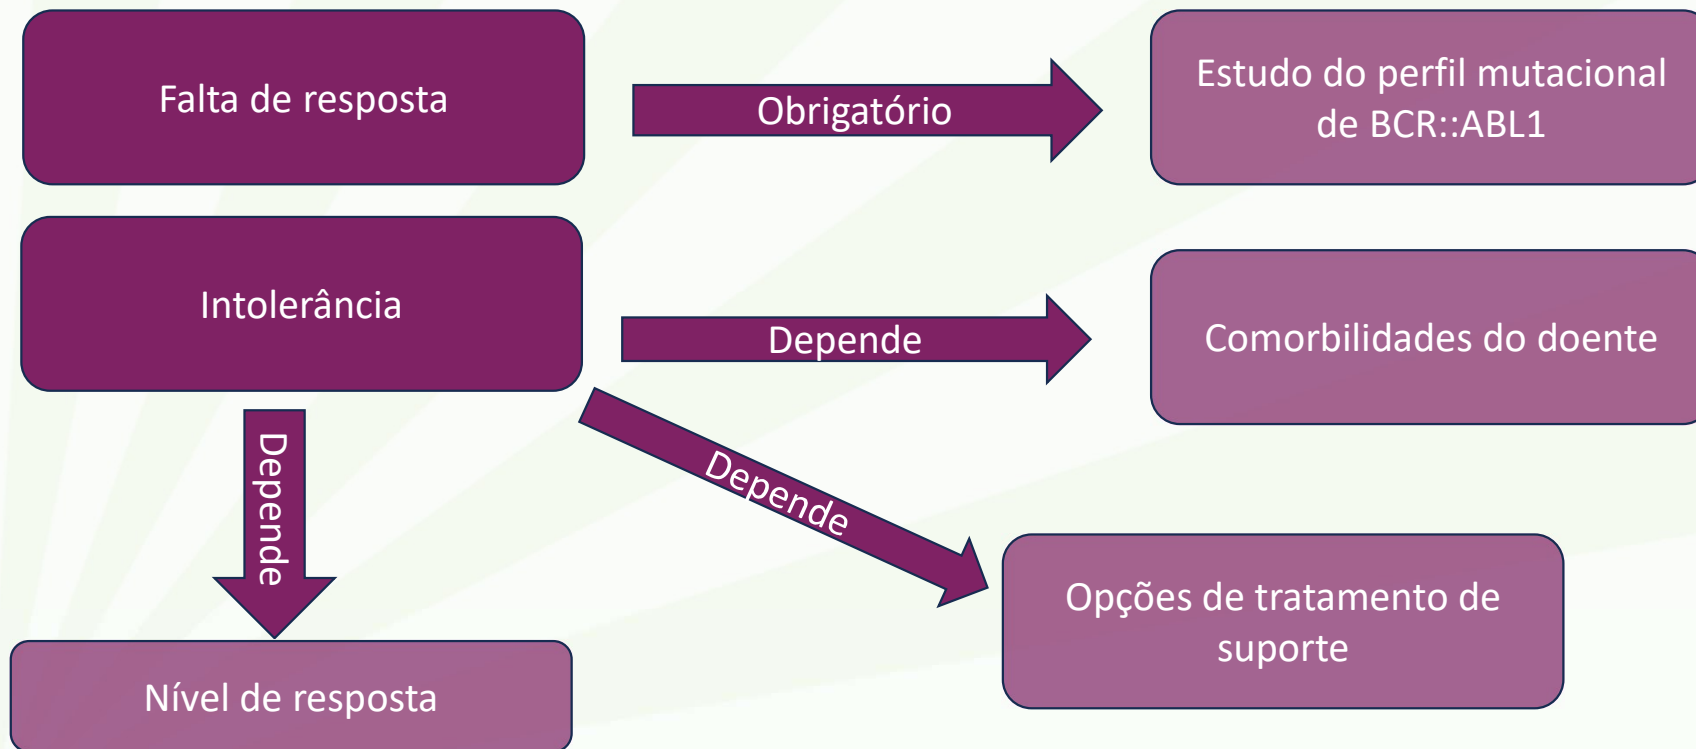 Falta de resposta
Obrigatório
Estudo do perfil mutacional
de BCR::ABL1
Intolerância
Depende
Comorbilidades do doente
Depende
Depende
Opções de tratamento de
suporte
Nível de resposta